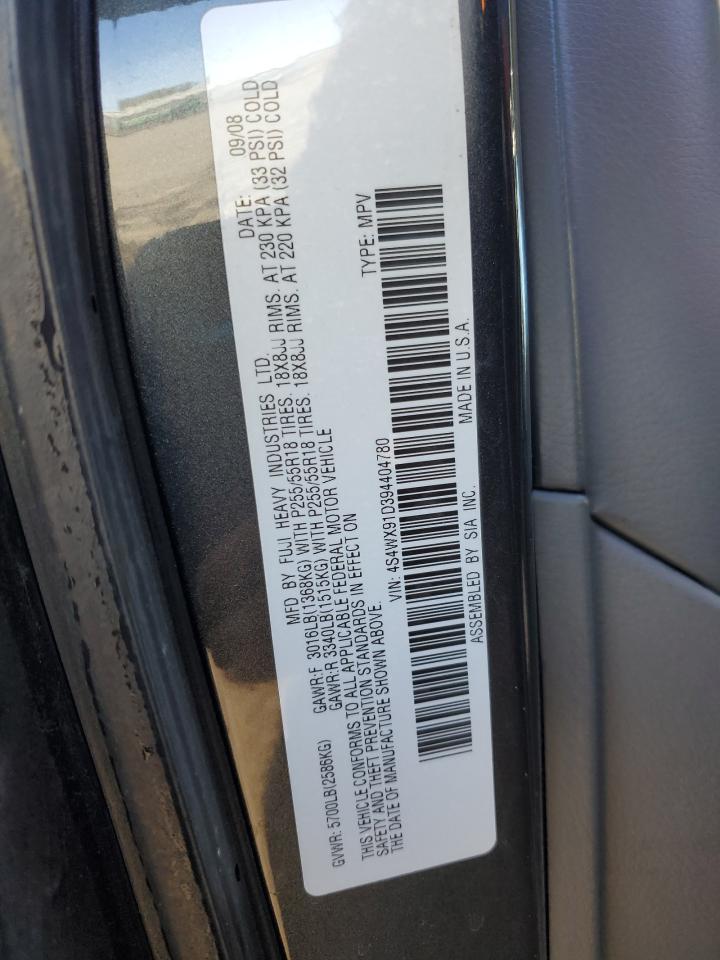 MFD BY FUJI HEAVY INDUSTRIES LTD. DATE: 09/08
GAWR:F 3016LB(1368KG) WITH P255/55R18 TIRES. 18X8JJ RIMS. AT 230 KPA (33 PSI) COLD
GAWR:R 3340LB(1515KG) WITH P255/55R18 TIRES. 18X8JJ RIMS. AT 220 KPA (32 PSI) COLD
GVWR: 5700LB(2586KG)
THIS VEHICLE CONFORMS TO ALL APPLICABLE FEDERAL MOTOR VEHICLE
SAFETY AND THEFT PREVENTION STANDARDS IN EFFECT ON
THE DATE OF MANUFACTURE SHOWN ABOVE.
VIN: 4S4WX91D394404780 TYPE: MPV
ASSEMBLED BY SIA INC. MADE IN U.S.A.